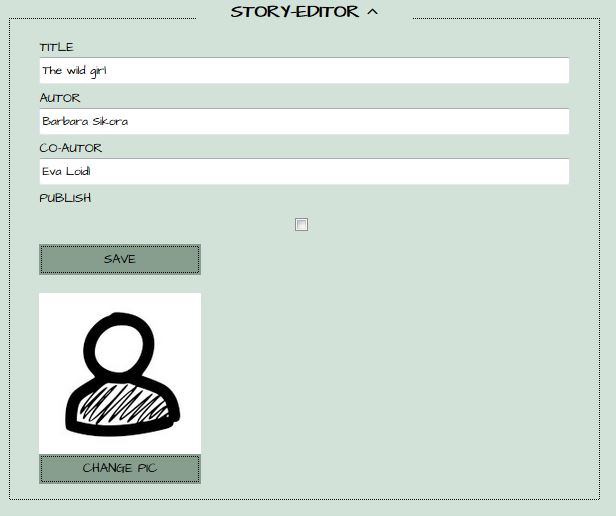 STORY-EDITOR ^
TITLE
The wild girl
AUTOR
Barbara Sikora
CO-AUTOR
Eva Loidl
PUBLISH
SAVE
CHANGE PIC